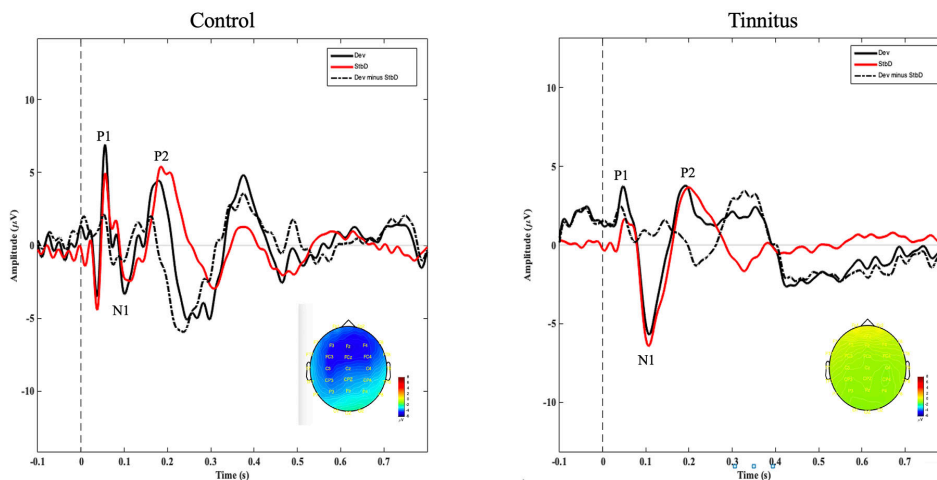 Control
Tinnitus
Dev
StbD
Dev minus StbD
Dev
StbD
Dev minus StbD
10
5
0
-5
-10
Amplitude (μV)
P1
P2
N1
F3
Fz
F4
FC3
FCz
FC4
C3
Cz
C4
CP3
CPz
CP4
μV
-0.1
0
0.1
0.2
0.3
0.4
0.5
0.6
0.7
Time (s)
10
5
0
-5
-10
Amplitude (μV)
P1
P2
N1
μV
-0.1
0
0.1
0.2
0.3
0.4
0.5
0.6
0.7
Time (s)